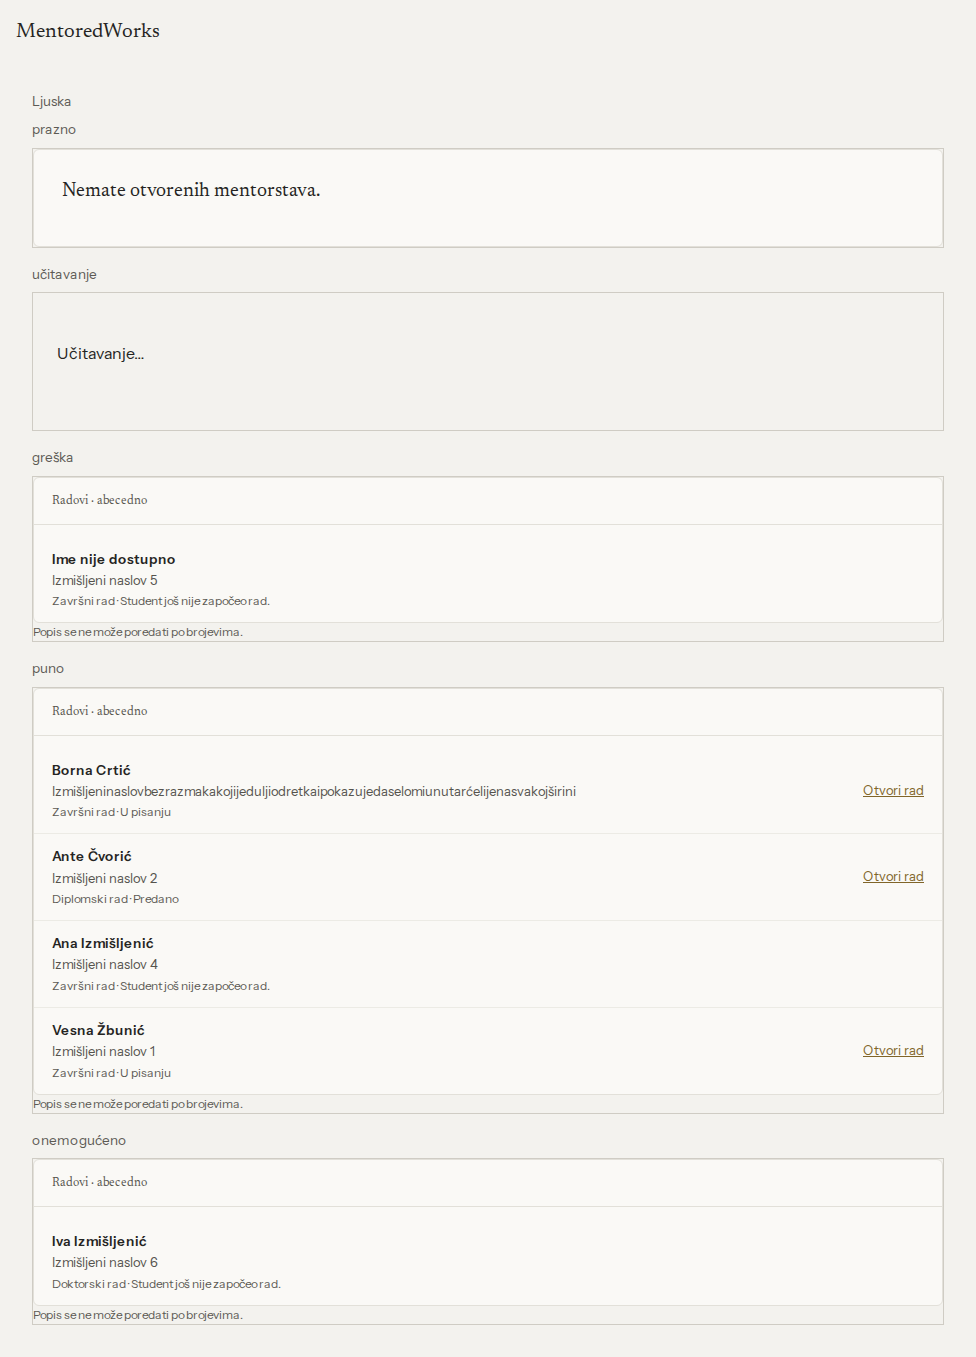 MentoredWorks
Ljuska
prazno
Nemate otvorenih mentorstava.
učitavanje
Učitavanje...
greška
Radovi · abecedno
Ime nije dostupno
Izmišljeni naslov 5
Završni rad · Student još nije započeo rad.
Popis se ne može poredati po brojevima.
puno
Radovi · abecedno
Borna Crtić
Izmišljeninaslovbezrazmakakojijeduljiodretkaipokazujedaselomiunutarćelijenasvakojširini
Otvori rad
Završni rad · U pisanju
Ante Čvorić
Izmišljeni naslov 2
Otvori rad
Diplomski rad · Predano
Ana Izmišljenić
Izmišljeni naslov 4
Završni rad · Student još nije započeo rad.
Vesna Žbunić
Izmišljeni naslov 1
Otvori rad
Završni rad · U pisanju
Popis se ne može poredati po brojevima.
onemogućeno
Radovi · abecedno
Iva Izmišljenić
Izmišljeni naslov 6
Doktorski rad · Student još nije započeo rad.
Popis se ne može poredati po brojevima.